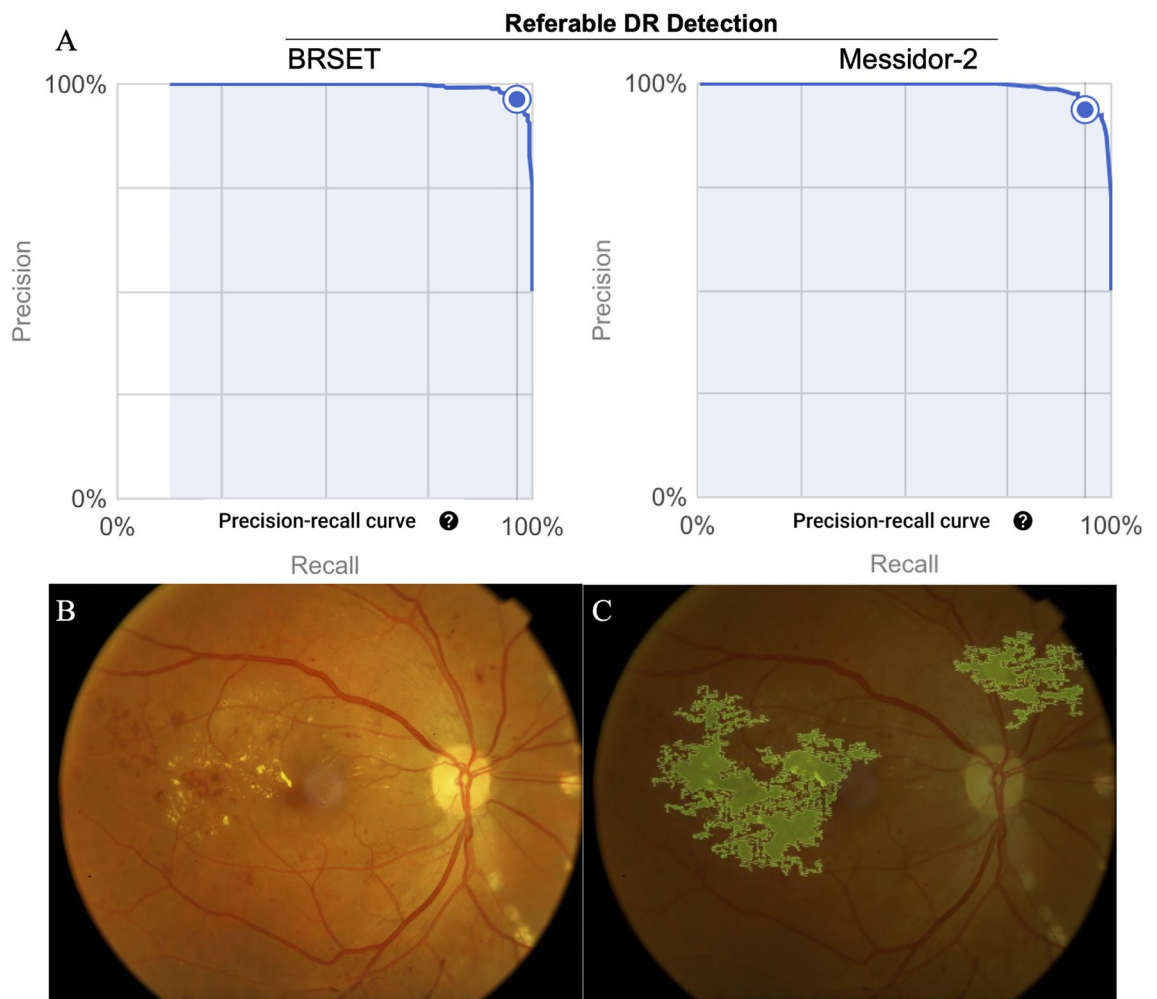 Referable DR Detection
A
BRSET
Messidor-2
100%
100%
Precision
Precision
0%
0%
0%
Precision-recall curve ?
100%
0%
Precision-recall curve ?
100%
Recall
Recall
B
C